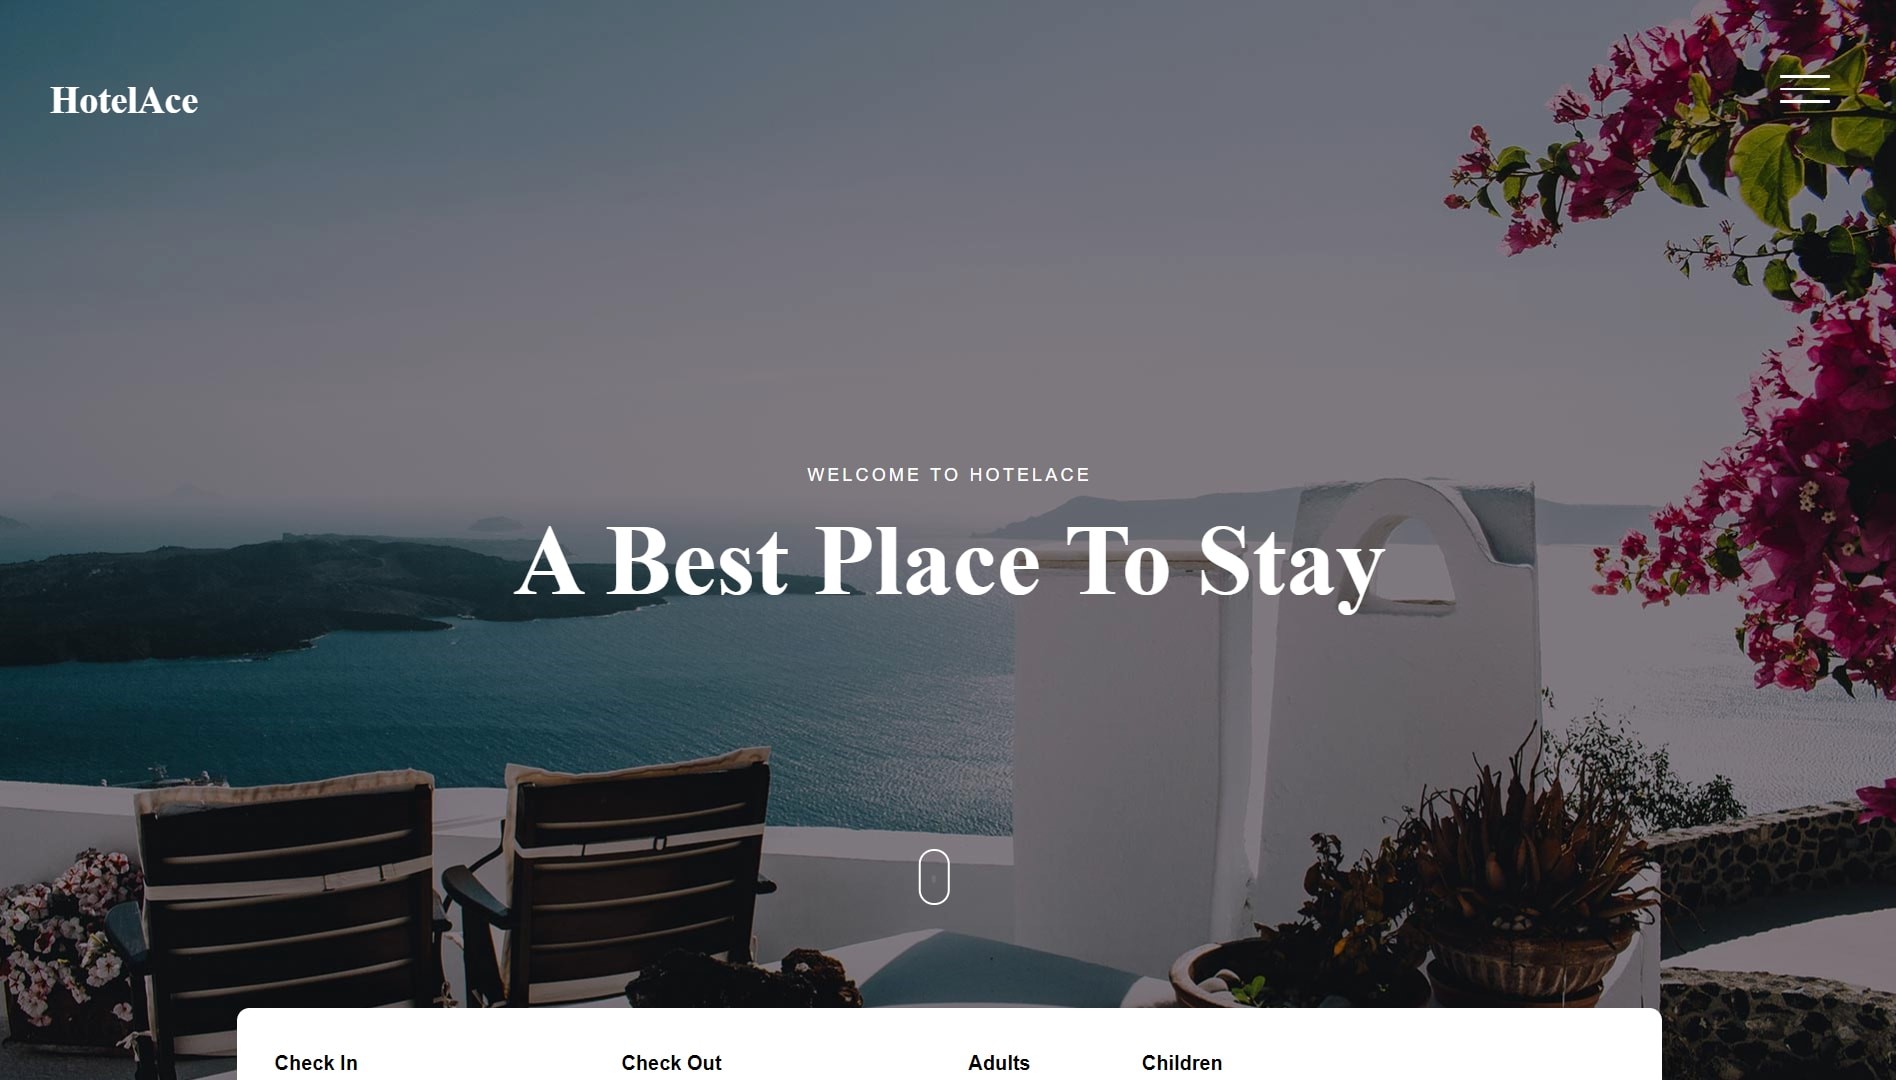 HotelAce
WELCOME TO HOTELACE
A Best Place To Stay
Check In
Check Out
Adults
Children